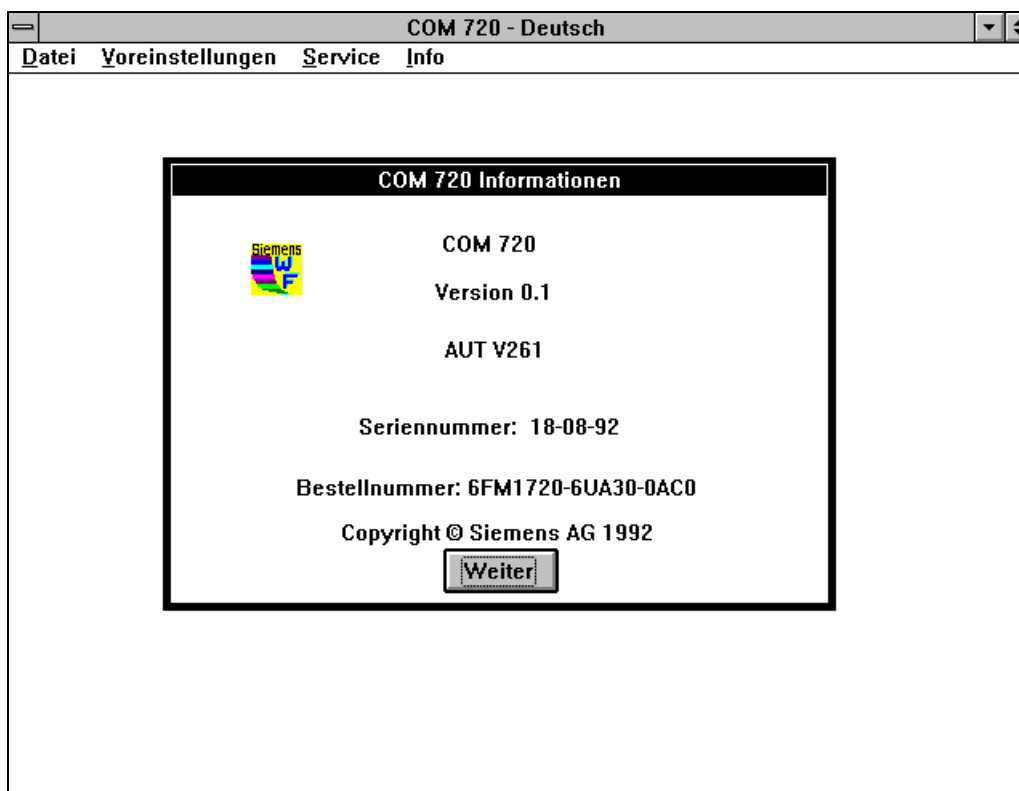 COM 720 - Deutsch
Datei Voreinstellungen Service Info
COM 720 Informationen
Siemens
WF
COM 720
Version 0.1
AUT V261
Seriennummer: 18-08-92
Bestellnummer: 6FM1720-6UA30-0AC0
Copyright © Siemens AG 1992
Weiter